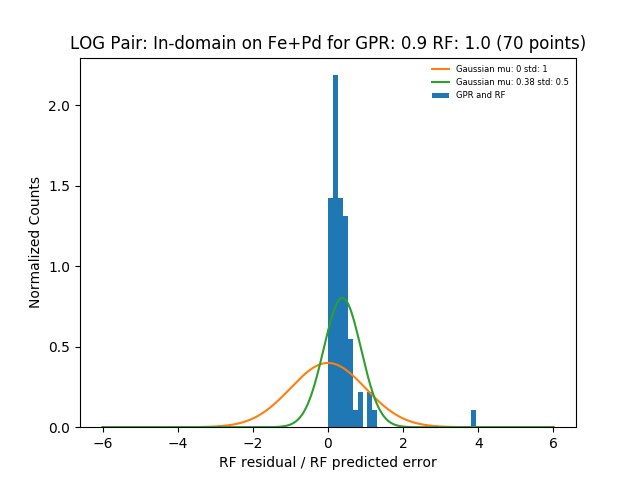 LOG Pair: In-domain on Fe+Pd for GPR: 0.9 RF: 1.0 (70 points)
Gaussian mu: 0 std: 1
Gaussian mu: 0.38 std: 0.5
GPR and RF
Normalized Counts
2.0
1.5
1.0
0.5
0.0
−6 −4 −2 0 2 4 6
RF residual / RF predicted error